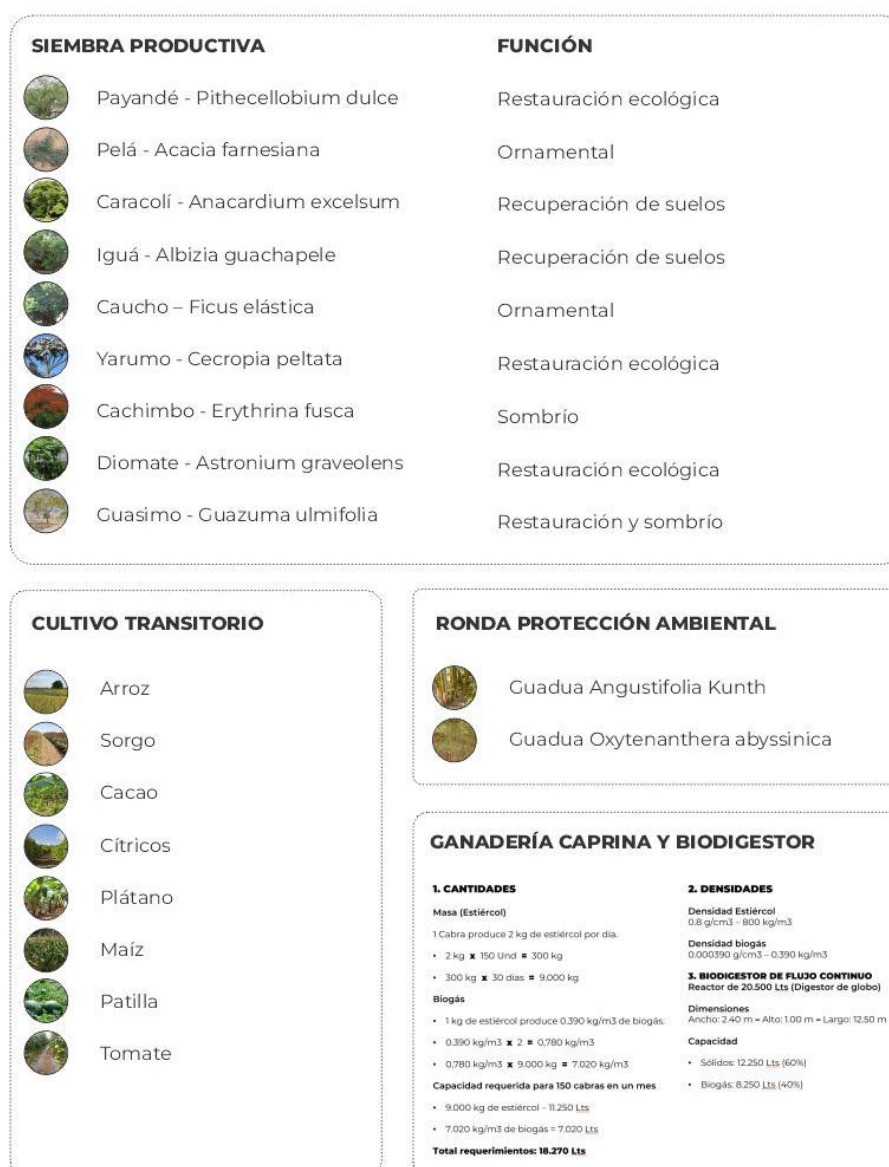 SIEMBRA PRODUCTIVA
FUNCIÓN
Payandé - Pithecellobium dulce
Restauración ecológica
Pelá - Acacia farnesiana
Ornamental
Caracolí - Anacardium excelsum
Recuperación de suelos
Iguá - Albizia guachapele
Recuperación de suelos
Caucho – Ficus elástica
Ornamental
Yarumo - Cecropia peltata
Restauración ecológica
Cachimbo - Erythrina fusca
Sombrío
Diomate - Astronium graveolens
Restauración ecológica
Guasimo - Guazuma ulmifolia
Restauración y sombrío
CULTIVO TRANSITORIO
Arroz
Sorgo
Cacao
Cítricos
Plátano
Maíz
Patilla
Tomate
RONDA PROTECCIÓN AMBIENTAL
Guadua Angustifolia Kunth
Guadua Oxytenanthera abyssinica
GANADERÍA CAPRINA Y BIODIGESTOR
1. CANTIDADES
Masa (Estiércol)
1 Cabra produce 2 kg de estiércol por día.
• 2 kg x 150 Und = 300 kg
• 300 kg x 30 días = 9.000 kg
Biogás
• 1 kg de estiércol produce 0.390 kg/m3 de biogás.
• 0.390 kg/m3 x 2 = 0,780 kg/m3
• 0,780 kg/m3 x 9.000 kg = 7.020 kg/m3
Capacidad requerida para 150 cabras en un mes
• 9.000 kg de estiércol – 11.250 Lts
• 7.020 kg/m3 de biogas = 7.020 Lts
Total requerimientos: 18.270 Lts
2. DENSIDADES
Densidad Estiércol
0.8 g/cm3 – 800 kg/m3
Densidad biogás
0.000390 g/cm3 – 0.390 kg/m3
3. BIODIGESTOR DE FLUJO CONTINUO
Reactor de 20.500 Lts (Digestor de globo)
Dimensiones
Ancho: 2.40 m – Alto: 1.00 m – Largo: 12.50 m
Capacidad
• Sólidos: 12.250 Lts (60%)
• Biogás: 8.250 Lts (40%)